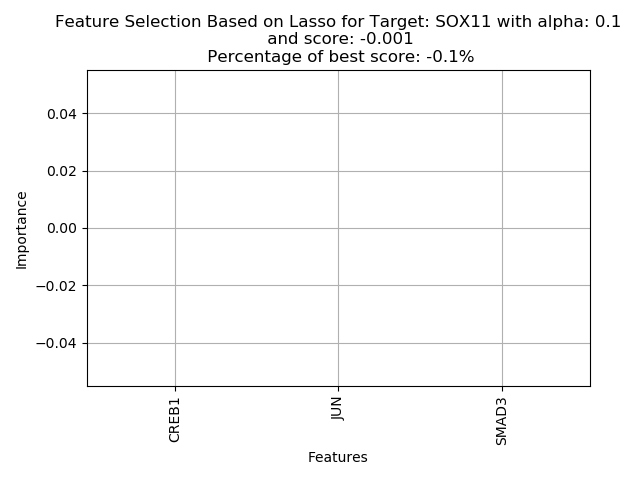 Feature Selection Based on Lasso for Target: SOX11 with alpha: 0.1
and score: -0.001
Percentage of best score: -0.1%
Importance
0.04
0.02
0.00
−0.02
−0.04
CREB1
JUN
SMAD3
Features